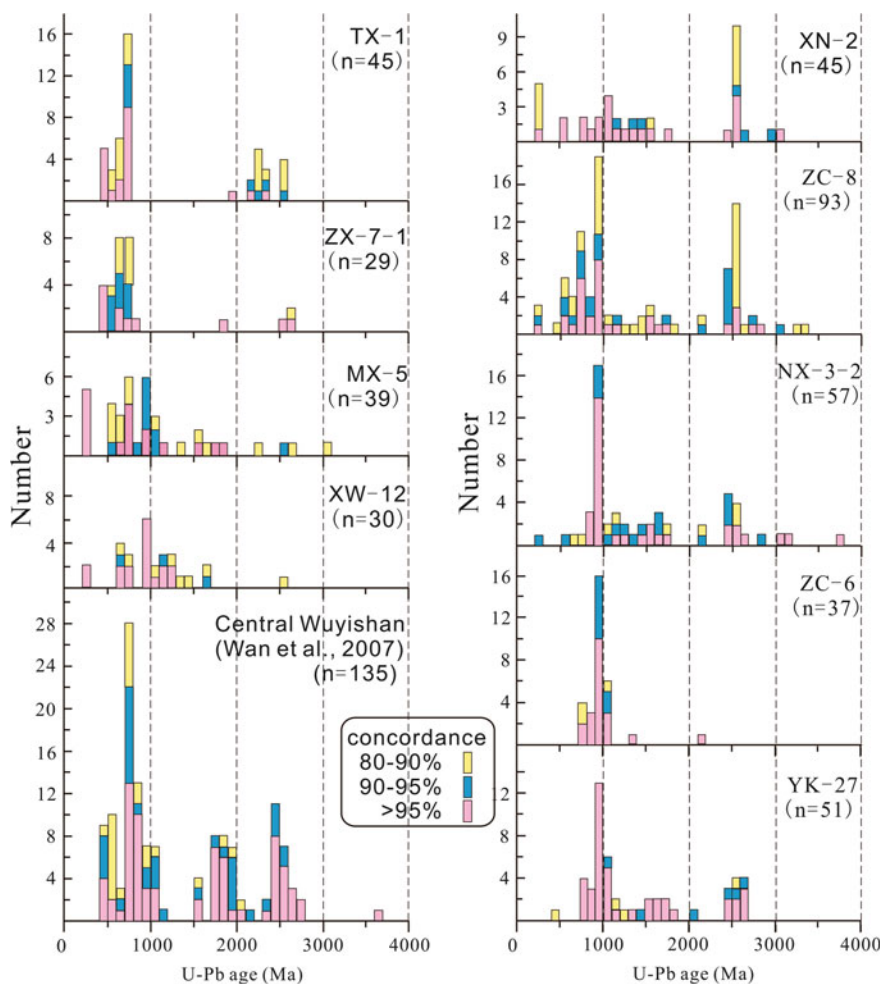 16
12
8
4
TX-1
(n=45)
8
4
ZX-7-1
(n=29)
6
3
MX-5
(n=39)
8
4
XW-12
(n=30)
28
24
20
16
12
8
4
Central Wuyishan
(Wan et al., 2007)
(n=135)
Number
0
1000
2000
3000
4000
U-Pb age (Ma)
concordance
80-90%
90-95%
>95%
9
6
3
XN-2
(n=45)
16
12
8
4
ZC-8
(n=93)
16
12
8
4
NX-3-2
(n=57)
16
12
8
4
ZC-6
(n=37)
12
8
4
YK-27
(n=51)
Number
0
1000
2000
3000
4000
U-Pb age (Ma)